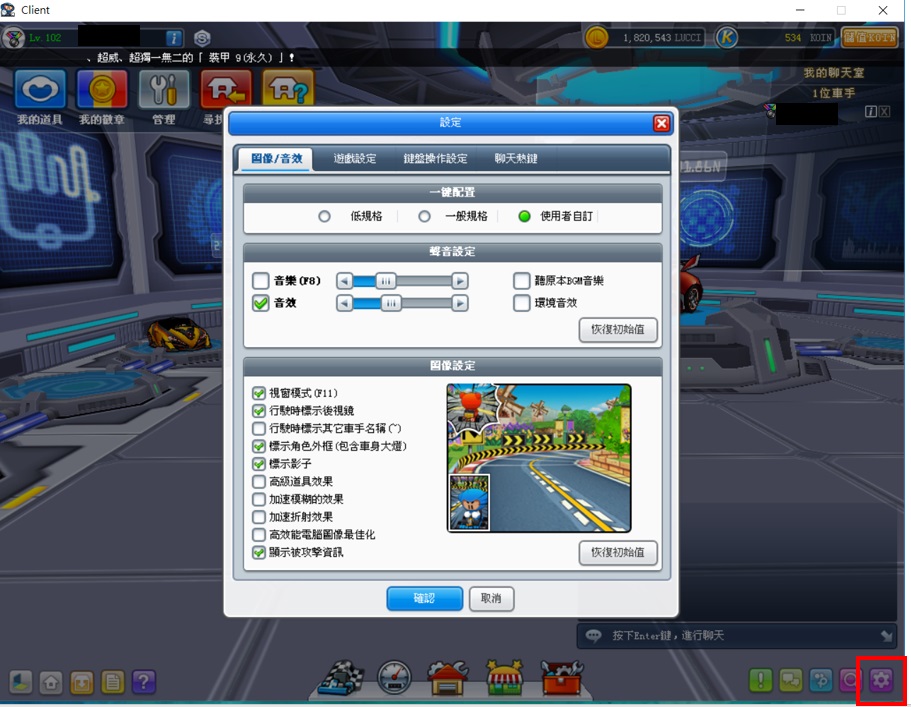 Client
Lv.102
i
S
1,820,543 LUCCI
K
534 KOIN
儲值KOIN
、超威、超獨一無二的「 裝甲 9(永久) 」!
我的道具
我的徽章
管理
我的聊天室
1位車手
i X
設定
圖像/音效
遊戲設定
鍵盤操作設定
聊天熱鍵
一鍵配置
低規格
一般規格
使用者自訂
聲音設定
音樂(F8)
聽原本BGM音樂
音效
環境音效
恢復初始值
圖像設定
視窗模式(F11)
行駛時標示後視鏡
行駛時標示其它車手名稱(~)
標示角色外框(包含車身大燈)
標示影子
高級道具效果
加速模糊的效果
加速折射效果
高效能電腦圖像最佳化
顯示被攻擊資訊
恢復初始值
確認
取消
按下Enter鍵，進行聊天